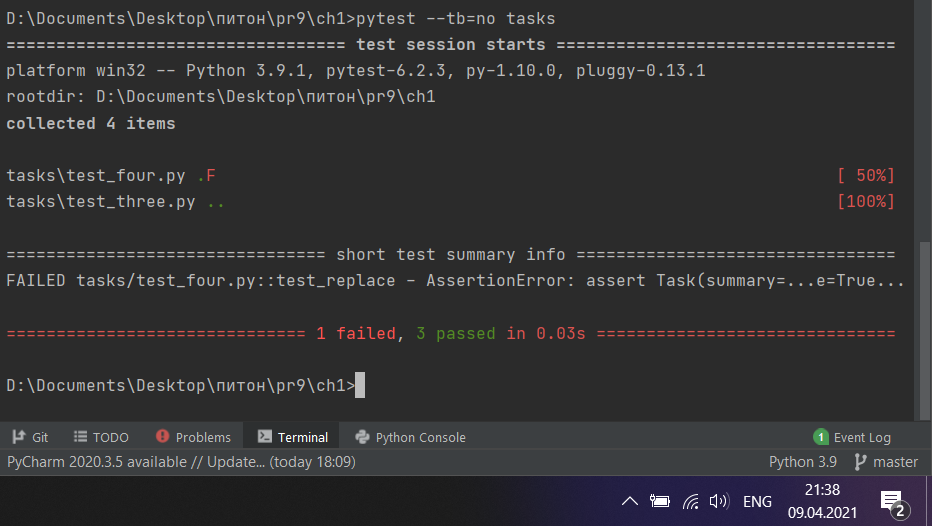 D:\Documents\Desktop\питон\pr9\ch1>pytest --tb=no tasks
================================== test session starts ==================================
platform win32 -- Python 3.9.1, pytest-6.2.3, py-1.10.0, pluggy-0.13.1
rootdir: D:\Documents\Desktop\питон\pr9\ch1
collected 4 items
tasks\test_four.py .F [ 50%]
tasks\test_three.py .. [100%]
================================ short test summary info ================================
FAILED tasks/test_four.py::test_replace - AssertionError: assert Task(summary=...e=True...
============================== 1 failed, 3 passed in 0.03s ==============================
D:\Documents\Desktop\питон\pr9\ch1>
Git TODO Problems Terminal Python Console 1 Event Log
PyCharm 2020.3.5 available // Update... (today 18:09) Python 3.9 master
ENG 21:38
09.04.2021 2